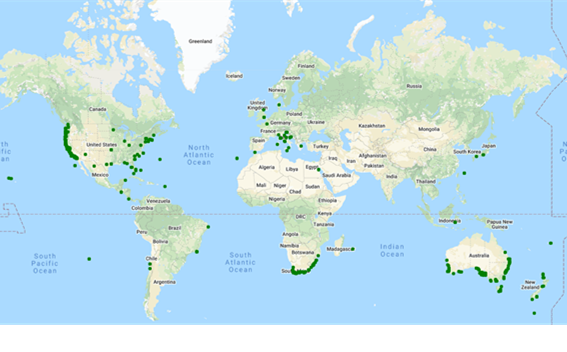 Greenland
Iceland
Finland
Sweden
Norway
Russia
Canada
United
Kingdom
Poland
Germany
Ukraine
France
Kazakhstan
Mongolia
United States
Turkey
Japan
South Korea
North
Atlantic
Ocean
Iraq
Iran
Afghanistan
China
Pakistan
Algeria
Libya
Egypt
Saudi Arabia
Mexico
India
Mali
Niger
Chad
Sudan
Thailand
Nigeria
Ethiopia
Venezuela
Colombia
Kenya
DRC
Tanzania
Indonesia
Papua New
Guinea
Peru
Brazil
Bolivia
Angola
Namibia
Botswana
Madagascar
Indian
Ocean
Australia
South
Pacific
Ocean
Chile
South
Atlantic
Ocean
Argentina
New
Zealand